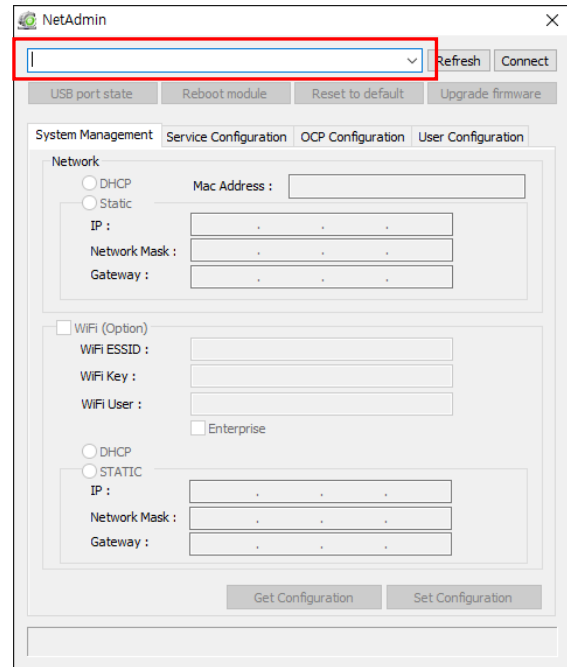 NetAdmin
Refresh Connect
USB port state Reboot module Reset to default Upgrade firmware
System Management Service Configuration OCP Configuration User Configuration
Network
DHCP Mac Address :
Static
IP : . . .
Network Mask : . . .
Gateway : . . .
WiFi (Option)
WiFi ESSID :
WiFi Key :
WiFi User :
Enterprise
DHCP
STATIC
IP : . . .
Network Mask : . . .
Gateway : . . .
Get Configuration Set Configuration